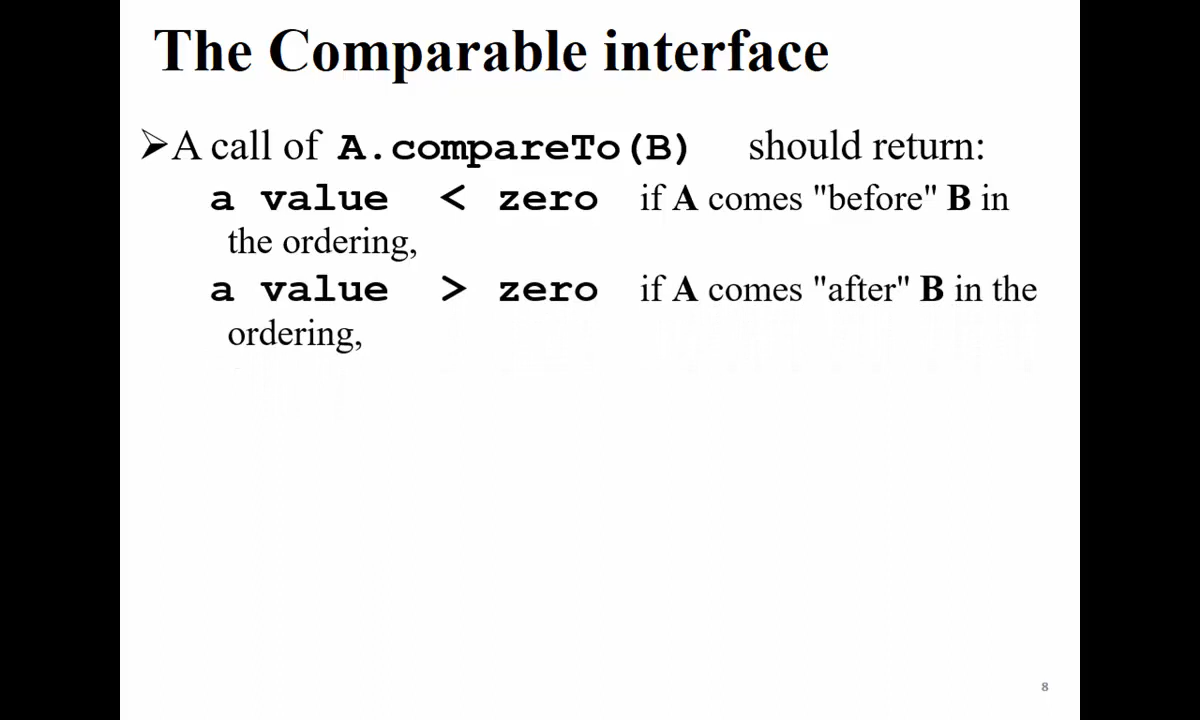 The Comparable interface
➢A call of A.compareTo(B) should return:
a value < zero if A comes "before" B in
the ordering,
a value > zero if A comes "after" B in the
ordering,
8